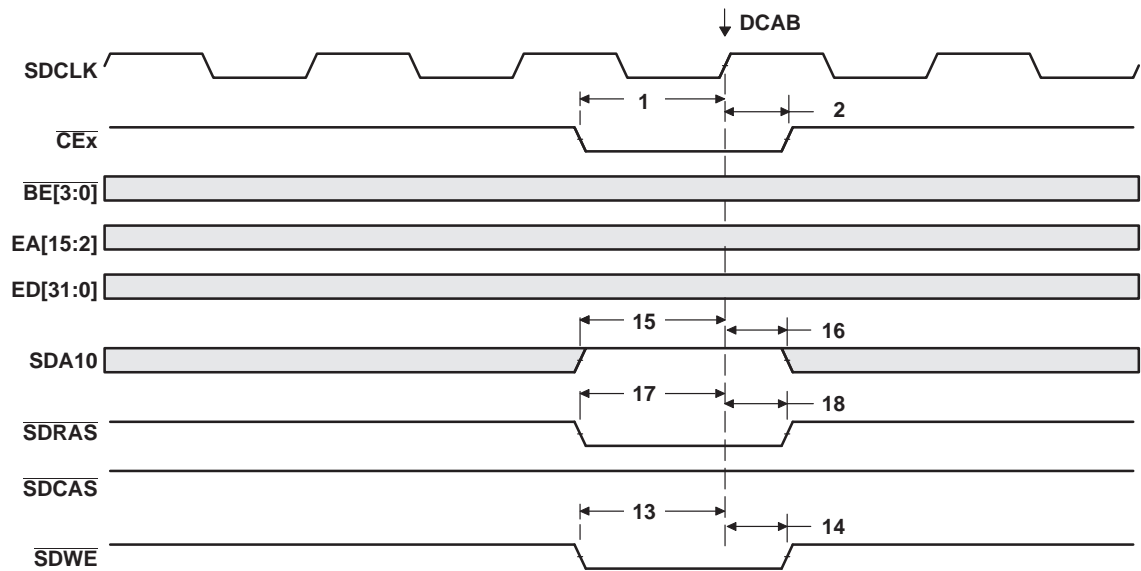 DCAB
SDCLK
1 2
CEx
BE[3:0]
EA[15:2]
ED[31:0]
15 16
SDA10
17 18
SDRAS
SDCAS
13 14
SDWE